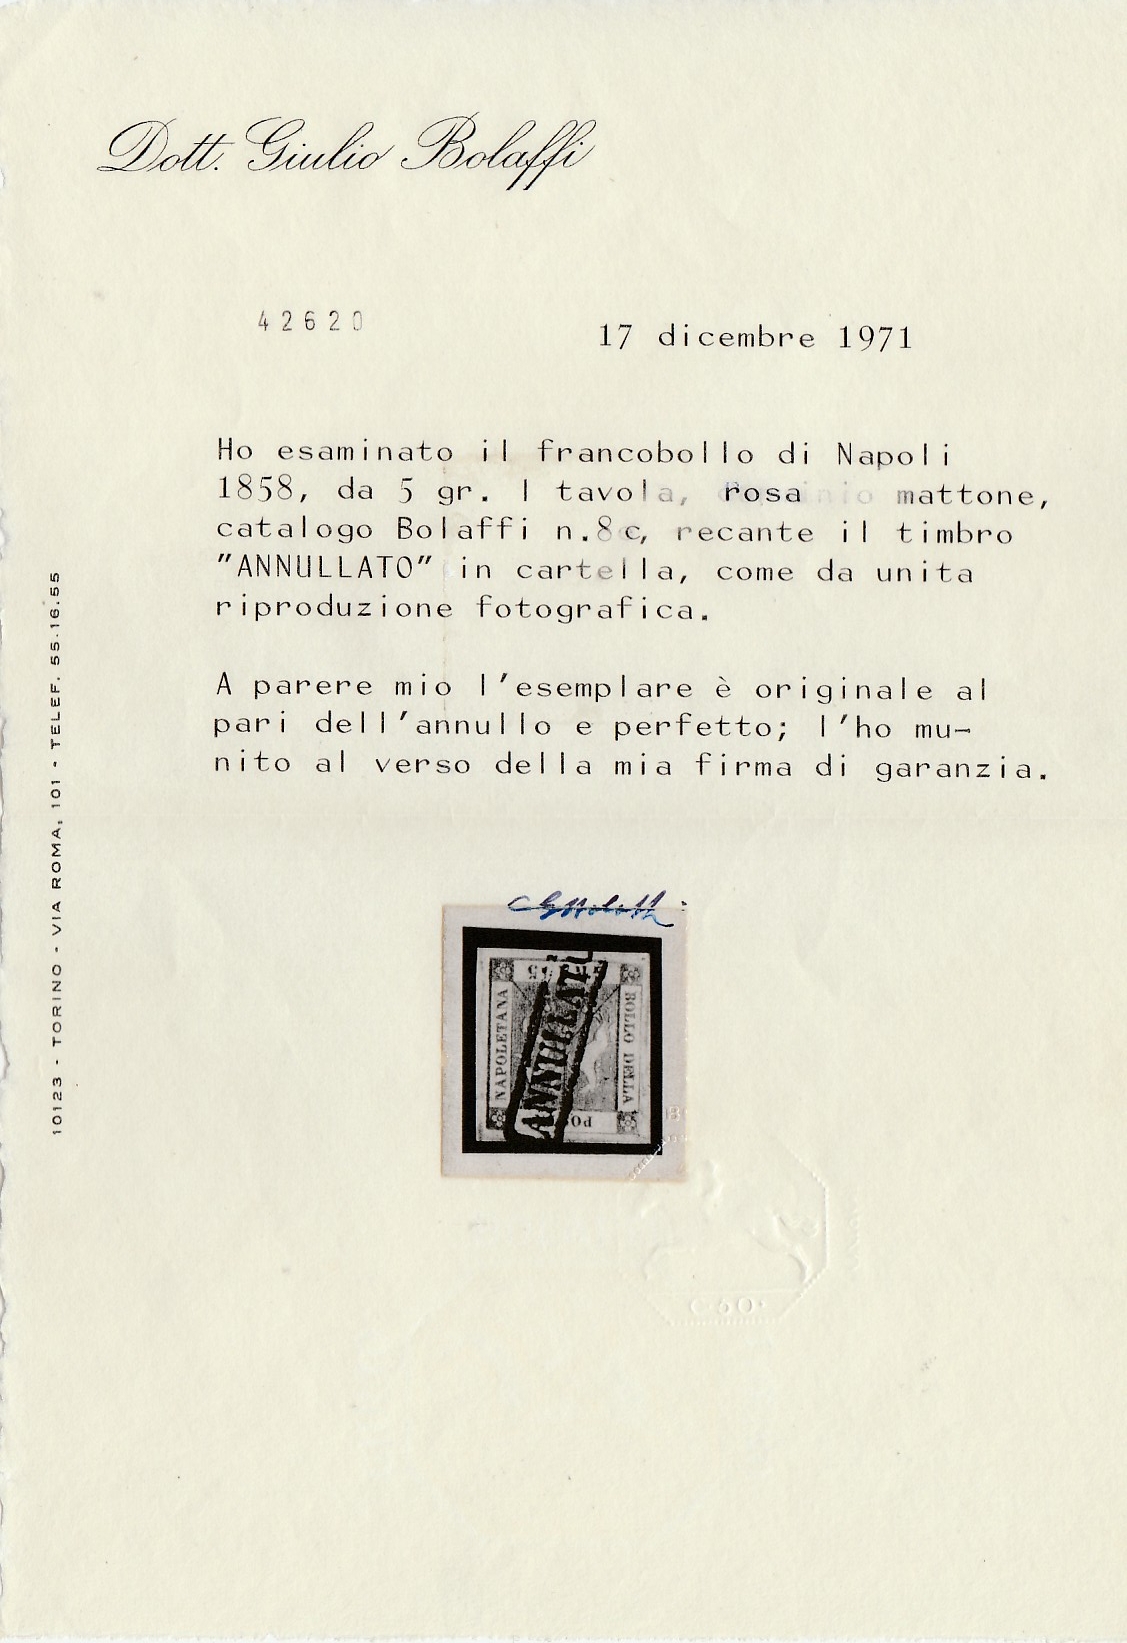 Dott. Giulio Bolaffi
42620
17 dicembre 1971
Ho esaminato il francobollo di Napoli
1858, da 5 gr. I tavola, rosa mattone,
catalogo Bolaffi n.8c, recante il timbro
"ANNULLATO" in cartella, come da unita
riproduzione fotografica.
A parere mio l'esemplare è originale al
pari dell'annullo e perfetto; l'ho mu-
nito al verso della mia firma di garanzia.
10123 - TORINO - VIA ROMA, 101 - TELEF. 55.16.55
BOLLO DELLA
NAPOLETANA
ANNULLAT
C·60·